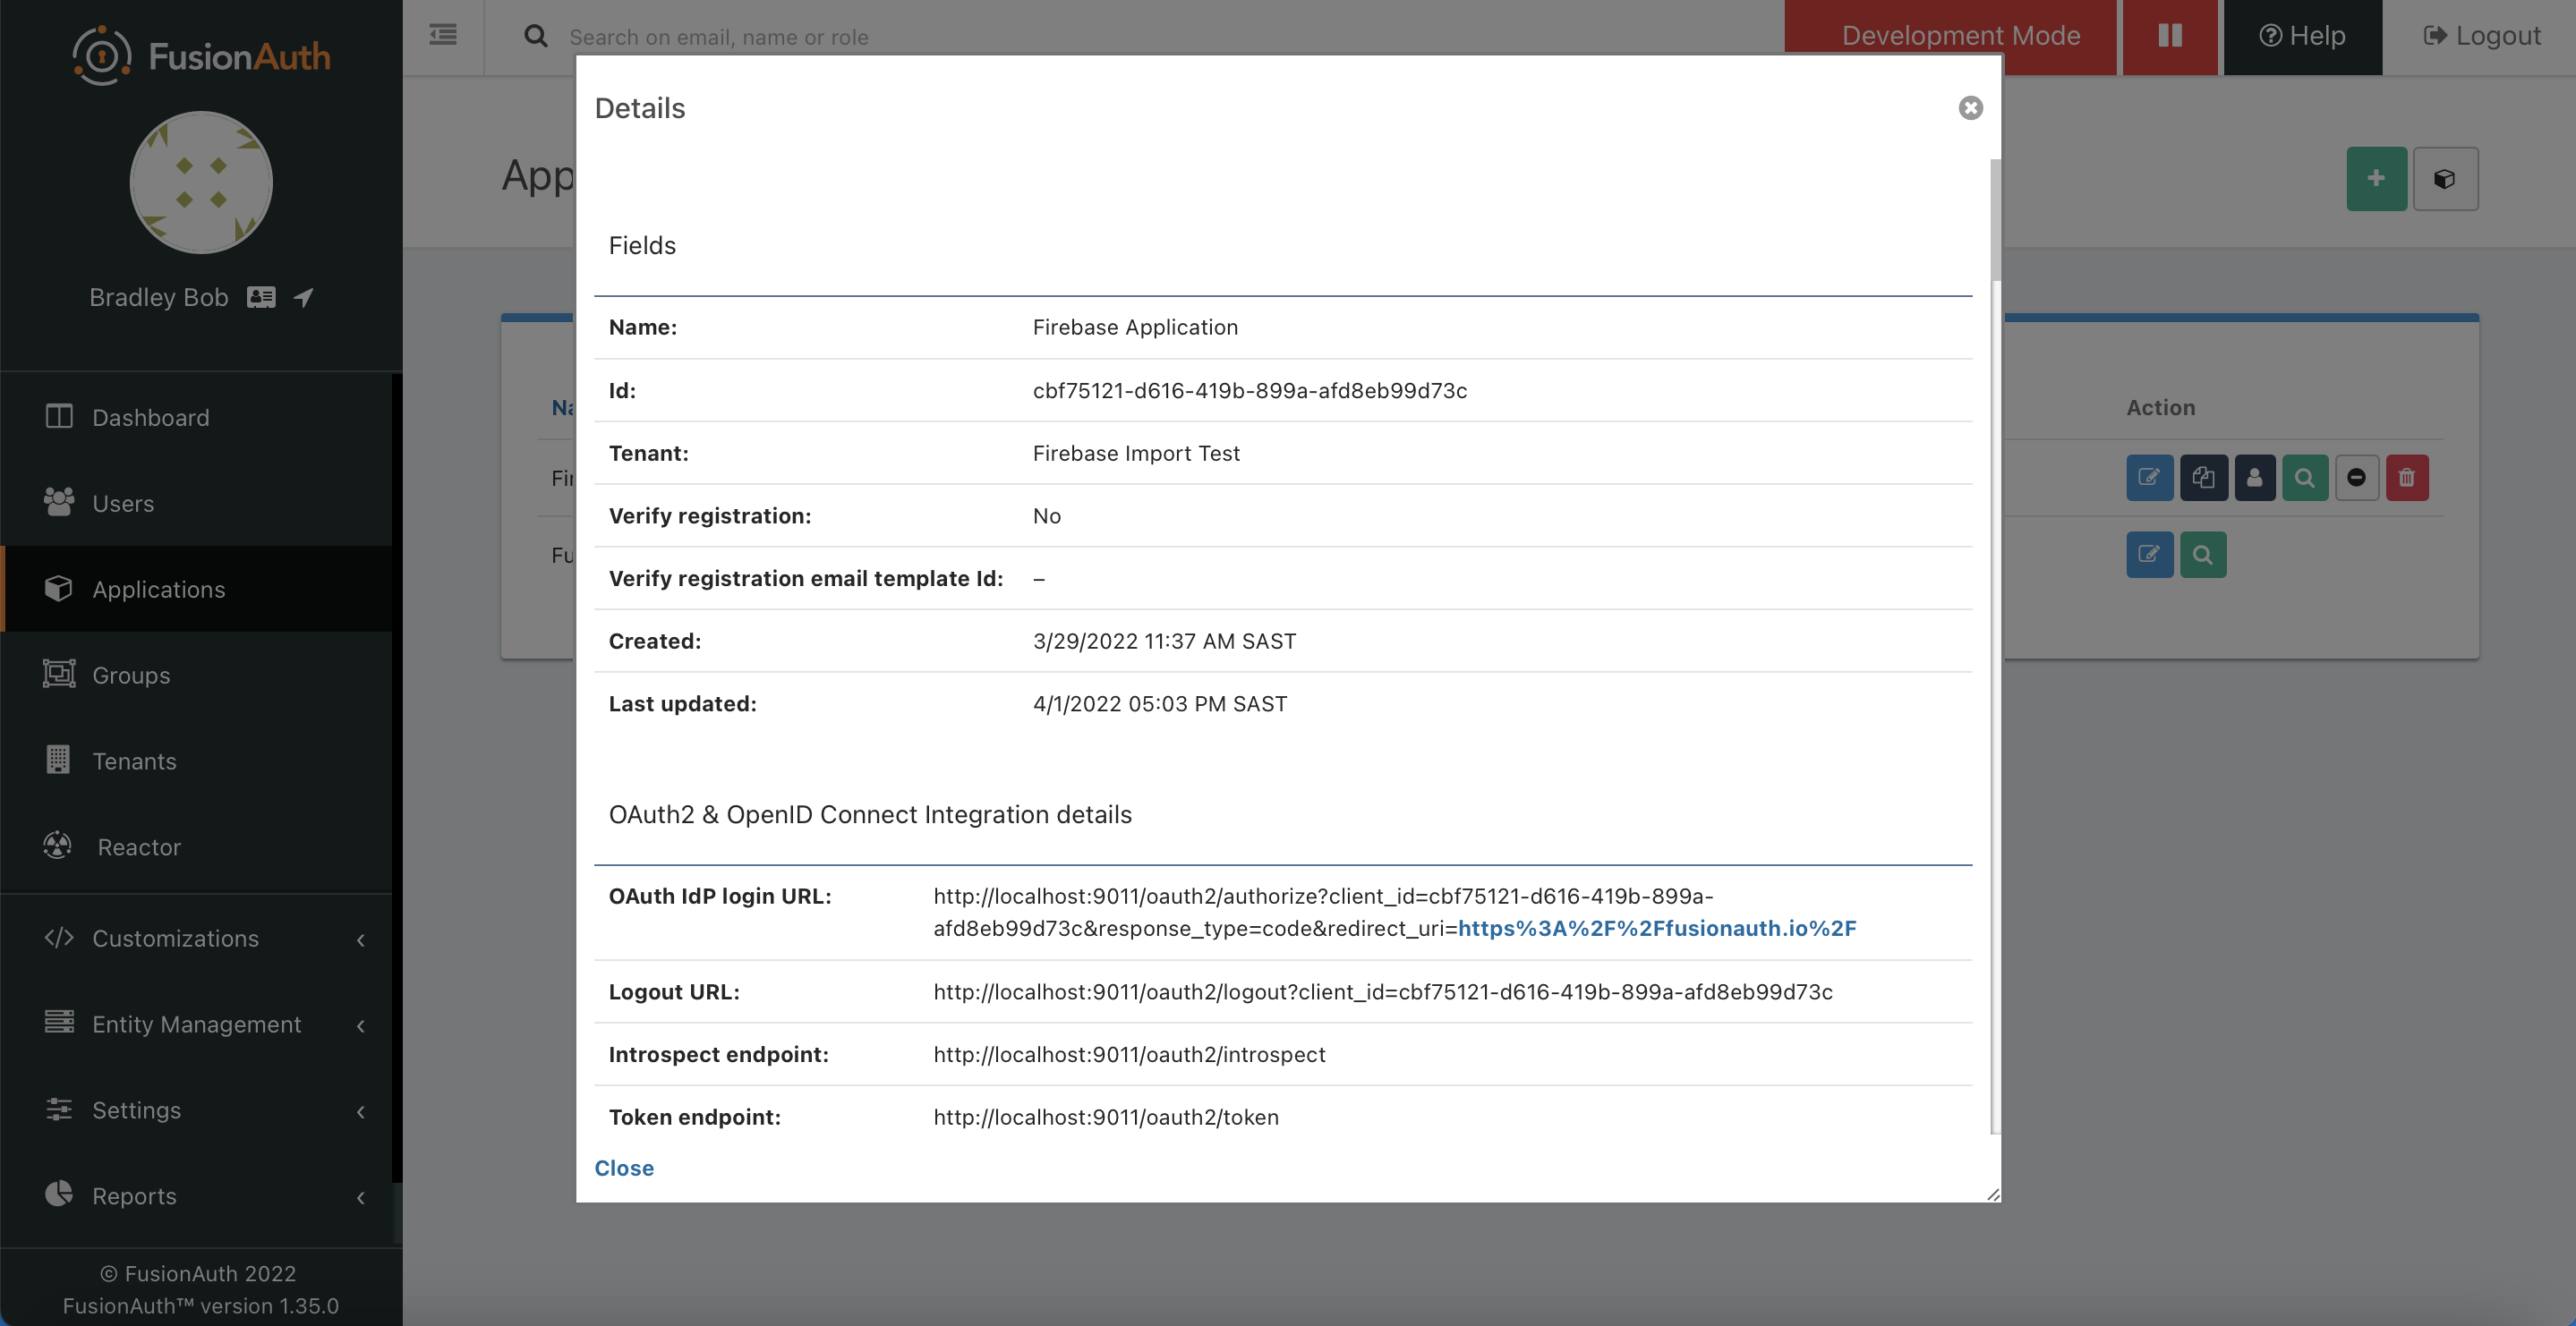 FusionAuth
Search on email, name or role
Development Mode
Help
Logout
Bradley Bob
Dashboard
Users
Applications
Groups
Tenants
Reactor
Customizations
Entity Management
Settings
Reports
© FusionAuth 2022
FusionAuth™ version 1.35.0
App
Na
Fir
Fu
Action
Details
Fields
Name: Firebase Application
Id: cbf75121-d616-419b-899a-afd8eb99d73c
Tenant: Firebase Import Test
Verify registration: No
Verify registration email template Id: –
Created: 3/29/2022 11:37 AM SAST
Last updated: 4/1/2022 05:03 PM SAST
OAuth2 & OpenID Connect Integration details
OAuth IdP login URL: http://localhost:9011/oauth2/authorize?client_id=cbf75121-d616-419b-899a-
afd8eb99d73c&response_type=code&redirect_uri=https%3A%2F%2Ffusionauth.io%2F
Logout URL: http://localhost:9011/oauth2/logout?client_id=cbf75121-d616-419b-899a-afd8eb99d73c
Introspect endpoint: http://localhost:9011/oauth2/introspect
Token endpoint: http://localhost:9011/oauth2/token
Close